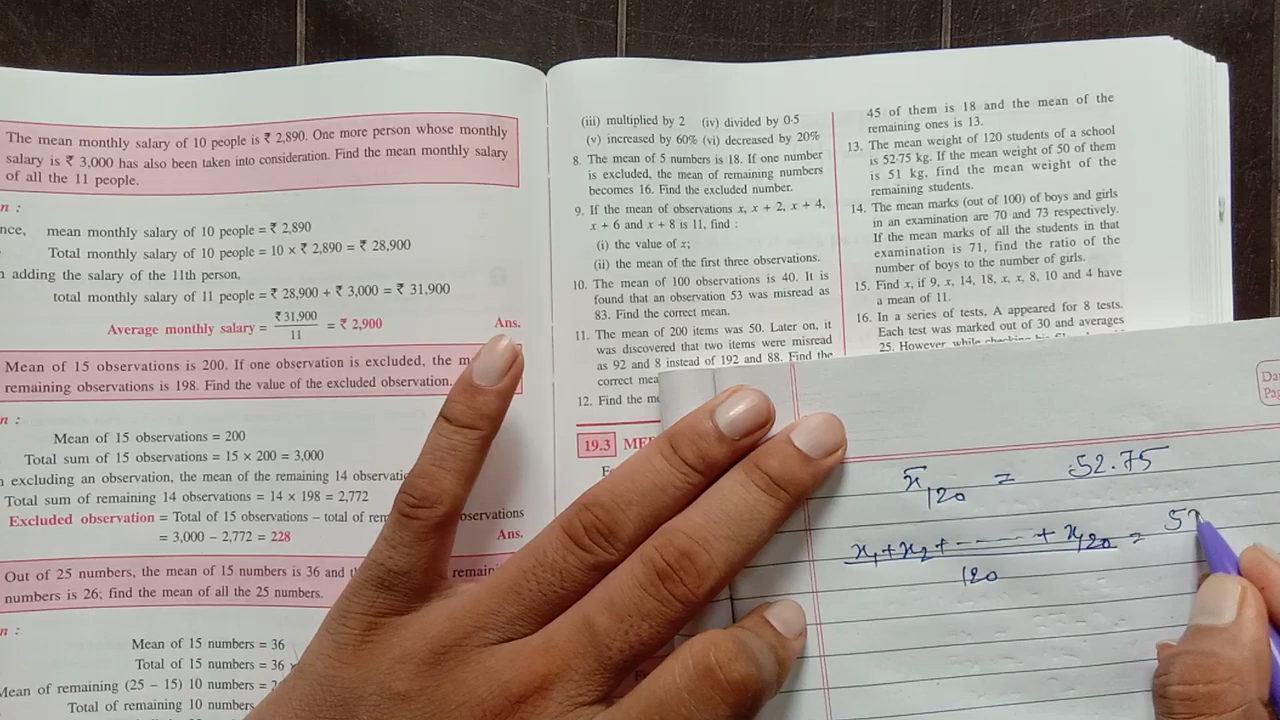 The mean monthly salary of 10 people is ₹ 2,890. One more person whose monthly
salary is ₹ 3,000 has also been taken into consideration. Find the mean monthly salary
of all the 11 people.
mean monthly salary of 10 people = ₹ 2,890
Total monthly salary of 10 people = 10 × ₹ 2,890 = ₹ 28,900
adding the salary of the 11th person,
total monthly salary of 11 people = ₹ 28,900 + ₹ 3,000 = ₹ 31,900
Average monthly salary = ₹ 31,900 / 11 = ₹ 2,900 Ans.
Mean of 15 observations is 200. If one observation is excluded, the
remaining observations is 198. Find the value of the excluded observation.
Mean of 15 observations = 200
Total sum of 15 observations = 15 × 200 = 3,000
excluding an observation, the mean of the remaining 14
Total sum of remaining 14 observations = 14 × 198 = 2,772
Excluded observation = Total of 15 observations – total of
= 3,000 – 2,772 = 228 Ans.
Out of 25 numbers, the mean of 15 numbers is 36 and
numbers is 26; find the mean of all the 25 numbers.
Mean of 15 numbers = 36
Total of 15 numbers = 36
Mean of remaining (25 – 15) 10 numbers =
Total of remaining 10 numbers
(iii) multiplied by 2 (iv) divided by 0·5
(v) increased by 60% (vi) decreased by 20%
8. The mean of 5 numbers is 18. If one number
is excluded, the mean of remaining numbers
becomes 16. Find the excluded number.
9. If the mean of observations x, x + 2, x + 4,
x + 6 and x + 8 is 11, find :
(i) the value of x;
(ii) the mean of the first three observations.
10. The mean of 100 observations is 40. It is
found that an observation 53 was misread as
83. Find the correct mean.
11. The mean of 200 items was 50. Later on, it
was discovered that two items were misread
as 92 and 8 instead of 192 and 88. Find the
correct
12. Find the
19.3
45 of them is 18 and the mean of the
remaining ones is 13.
13. The mean weight of 120 students of a school
is 52·75 kg. If the mean weight of 50 of them
is 51 kg, find the mean weight of the
remaining students.
14. The mean marks (out of 100) of boys and girls
in an examination are 70 and 73 respectively.
If the mean marks of all the students in that
examination is 71, find the ratio of the
number of boys to the number of girls.
15. Find x, if 9, x, 14, 18, x, x, 8, 10 and 4 have
a mean of 11.
16. In a series of tests, A appeared for 8 tests.
Each test was marked out of 30 and averages
25. However while checking his
x̄120 = 52.75
x1 + x2 + ------ + x120 / 120 = 5